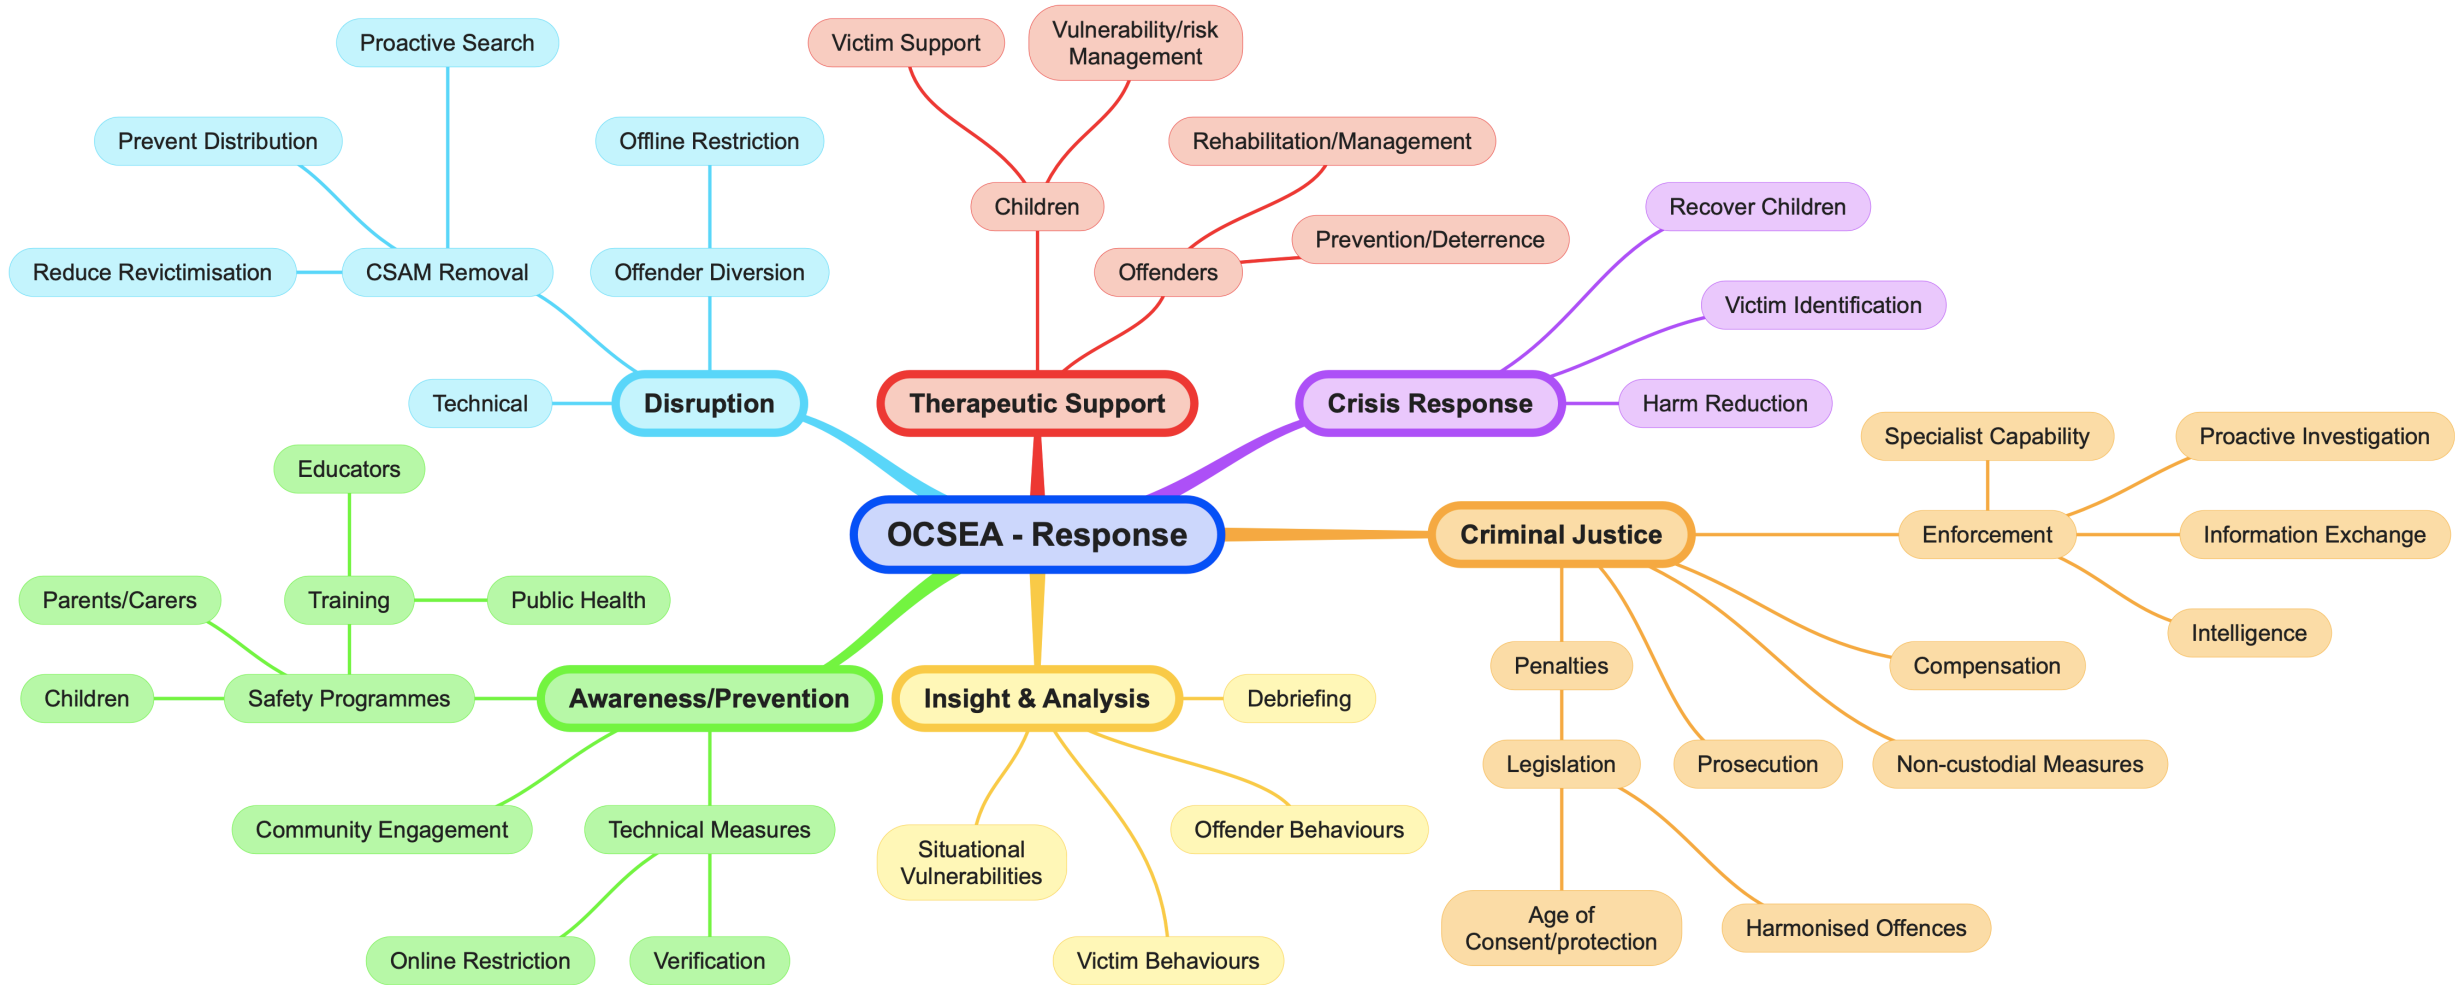 Proactive Search
Victim Support
Vulnerability/risk
Management
Prevent Distribution
Offline Restriction
Rehabilitation/Management
Children
Recover Children
Prevention/Deterrence
Reduce Revictimisation
CSAM Removal
Offender Diversion
Offenders
Victim Identification
Technical
Disruption
Therapeutic Support
Crisis Response
Harm Reduction
Specialist Capability
Proactive Investigation
Educators
OCSEA - Response
Criminal Justice
Enforcement
Information Exchange
Parents/Carers
Training
Public Health
Intelligence
Penalties
Compensation
Children
Safety Programmes
Awareness/Prevention
Insight & Analysis
Debriefing
Legislation
Prosecution
Non-custodial Measures
Community Engagement
Technical Measures
Situational
Vulnerabilities
Offender Behaviours
Age of
Consent/protection
Harmonised Offences
Online Restriction
Verification
Victim Behaviours